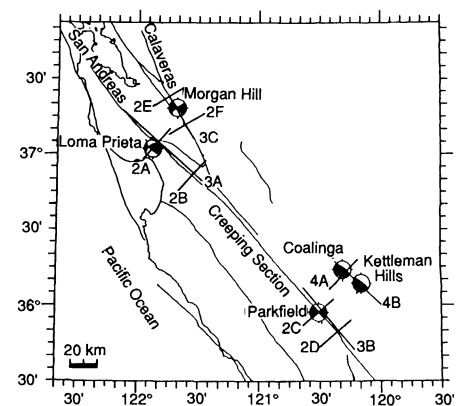 Calaveras
San Andreas
30'
2E
Morgan Hill
2F
3C
Loma Prieta
37°
2A
3A
2B
30'
Creeping Section
Coalinga
Kettleman
Hills
4A
4B
Pacific Ocean
36°
Parkfield
2C
2D
3B
20 km
30'
30' 122° 30' 121° 30' 120° 30'